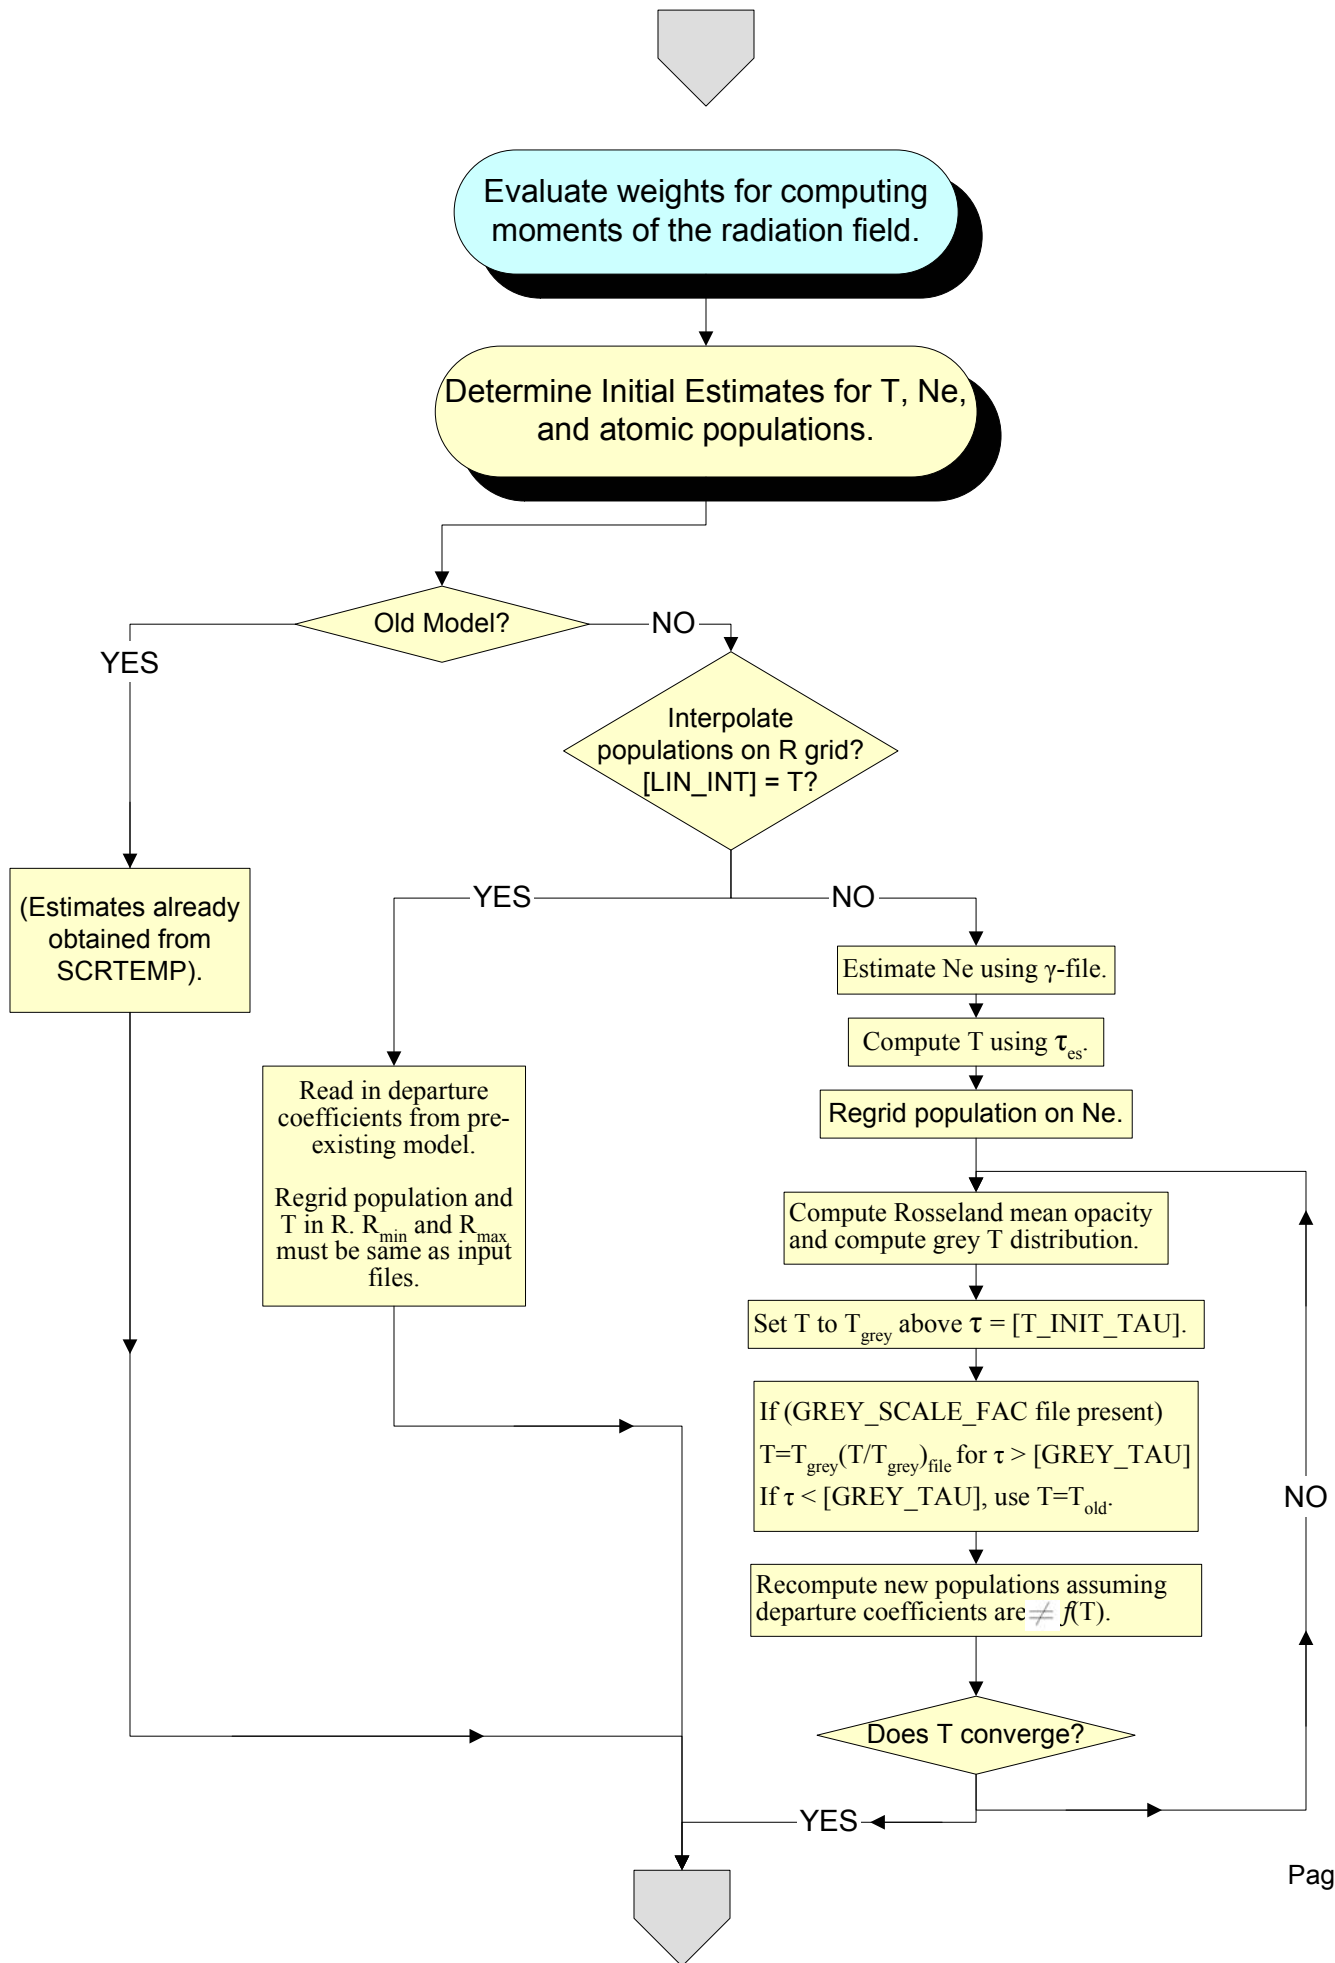 Evaluate weights for computing
moments of the radiation field.
Determine Initial Estimates for T, Ne,
and atomic populations.
Old Model?
NO
YES
Interpolate
populations on R grid?
[LIN_INT] = T?
(Estimates already
obtained from
SCRTEMP).
YES
NO
Read in departure
coefficients from pre-
existing model.
Regrid population and
T in R. Rmin and Rmax
must be same as input
files.
Estimate Ne using γ-file.
Compute T using τes.
Regrid population on Ne.
Compute Rosseland mean opacity
and compute grey T distribution.
Set T to Tgrey above τ = [T_INIT_TAU].
If (GREY_SCALE_FAC file present)
T=Tgrey(T/Tgrey)file for τ > [GREY_TAU]
If τ < [GREY_TAU], use T=Told.
NO
Recompute new populations assuming
departure coefficients are ≠ f(T).
Does T converge?
YES
Pag